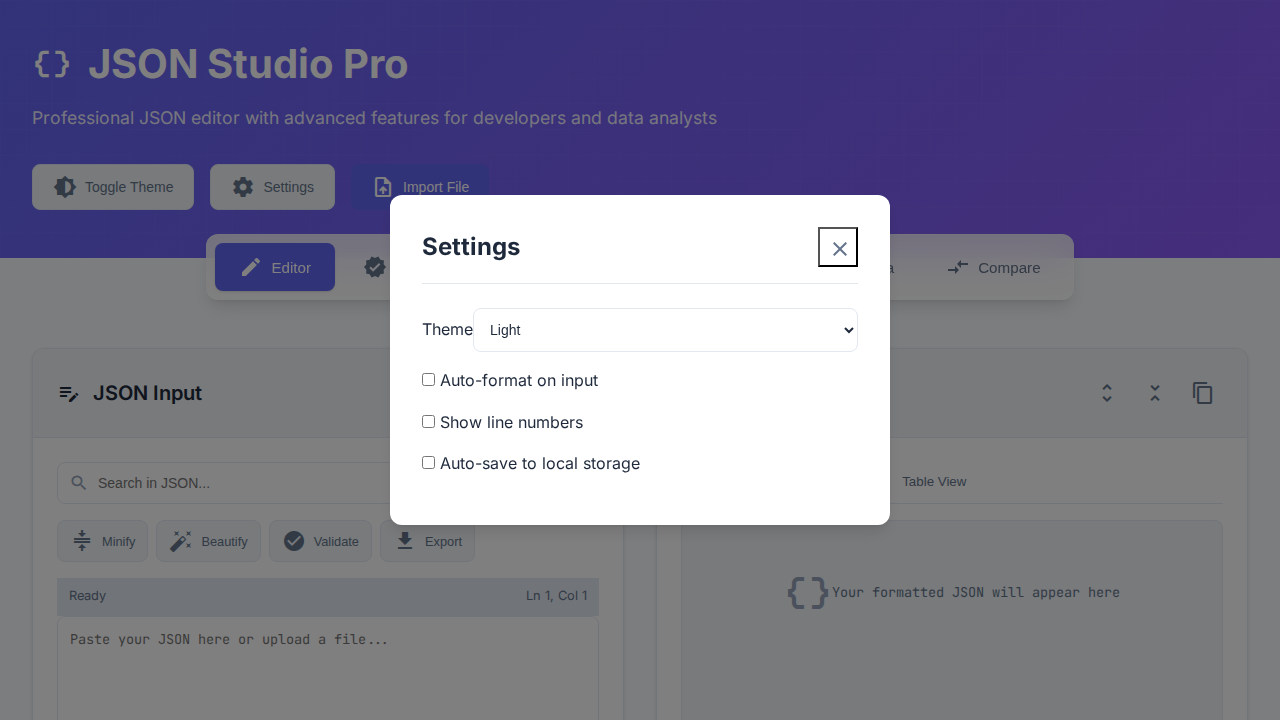 JSON Studio Pro
Professional JSON editor with advanced features for developers and data analysts
Toggle Theme
Settings
Import File
Settings
Editor
Compare
Theme
Light
Auto-format on input
Show line numbers
Auto-save to local storage
JSON Input
Search in JSON...
Table View
Minify
Beautify
Validate
Export
Ready
Ln 1, Col 1
Your formatted JSON will appear here
Paste your JSON here or upload a file...